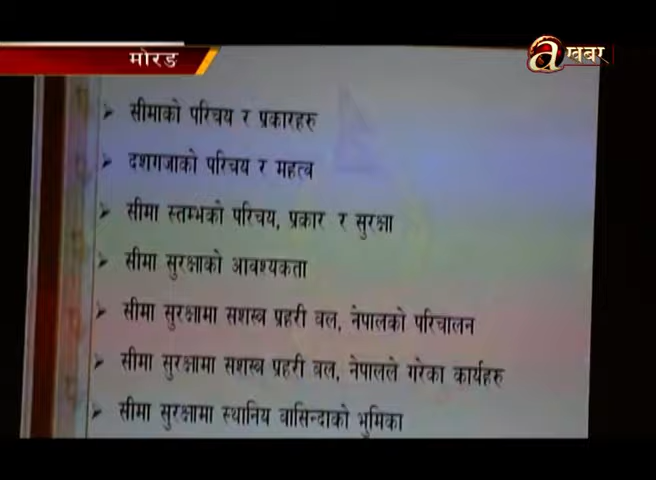 मोरङ
a खबर
सीमाको परिचय र प्रकारहरु
दशगजाको परिचय र महत्व
सीमा स्तम्भको परिचय, प्रकार र सुरक्षा
सीमा सुरक्षाको आवश्यकता
सीमा सुरक्षामा सशस्त्र प्रहरी बल, नेपालको परिचालन
सीमा सुरक्षामा सशस्त्र प्रहरी बल, नेपालले गरेका कार्यहरु
सीमा सुरक्षामा स्थानिय बासिन्दाको भुमिका